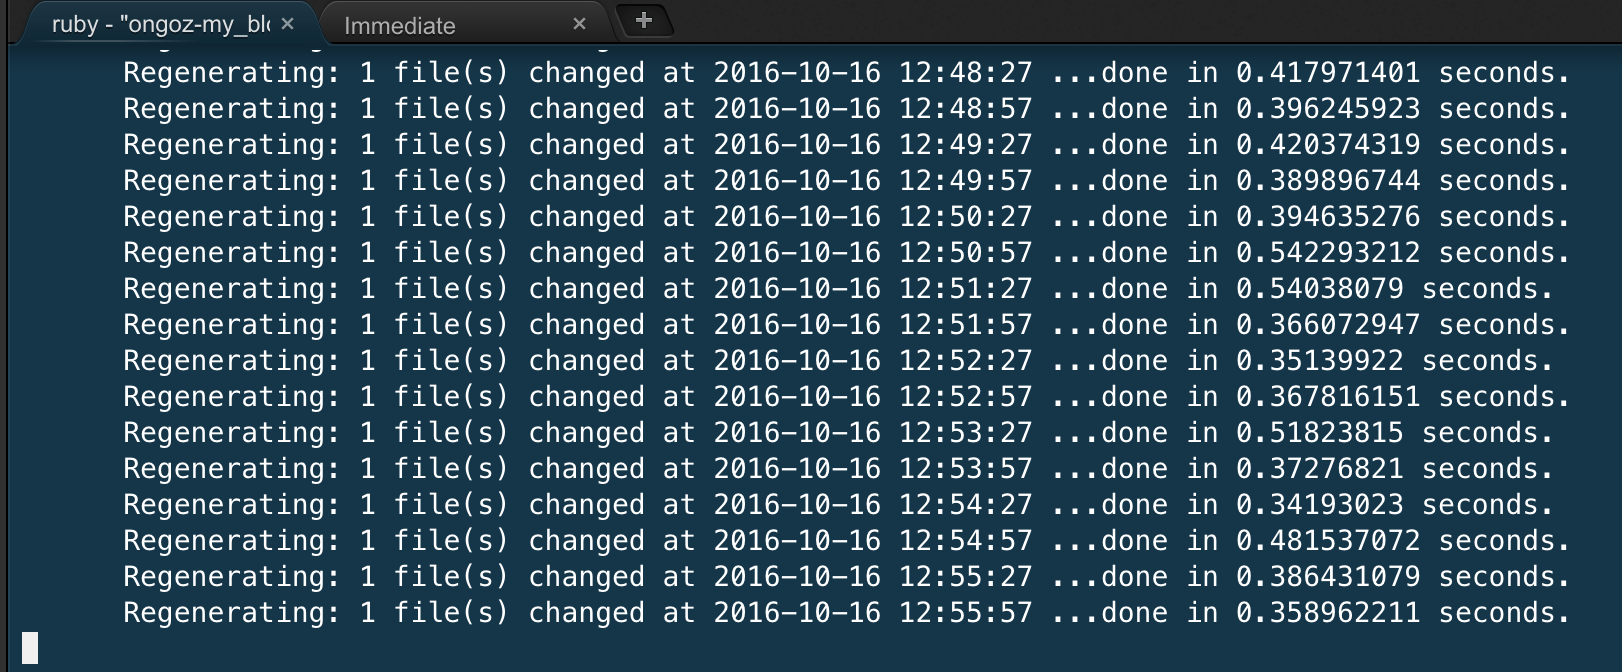 ruby - "ongoz-my_blo
Immediate
Regenerating: 1 file(s) changed at 2016-10-16 12:48:27 ...done in 0.417971401 seconds.
Regenerating: 1 file(s) changed at 2016-10-16 12:48:57 ...done in 0.396245923 seconds.
Regenerating: 1 file(s) changed at 2016-10-16 12:49:27 ...done in 0.420374319 seconds.
Regenerating: 1 file(s) changed at 2016-10-16 12:49:57 ...done in 0.389896744 seconds.
Regenerating: 1 file(s) changed at 2016-10-16 12:50:27 ...done in 0.394635276 seconds.
Regenerating: 1 file(s) changed at 2016-10-16 12:50:57 ...done in 0.542293212 seconds.
Regenerating: 1 file(s) changed at 2016-10-16 12:51:27 ...done in 0.54038079 seconds.
Regenerating: 1 file(s) changed at 2016-10-16 12:51:57 ...done in 0.366072947 seconds.
Regenerating: 1 file(s) changed at 2016-10-16 12:52:27 ...done in 0.35139922 seconds.
Regenerating: 1 file(s) changed at 2016-10-16 12:52:57 ...done in 0.367816151 seconds.
Regenerating: 1 file(s) changed at 2016-10-16 12:53:27 ...done in 0.51823815 seconds.
Regenerating: 1 file(s) changed at 2016-10-16 12:53:57 ...done in 0.37276821 seconds.
Regenerating: 1 file(s) changed at 2016-10-16 12:54:27 ...done in 0.34193023 seconds.
Regenerating: 1 file(s) changed at 2016-10-16 12:54:57 ...done in 0.481537072 seconds.
Regenerating: 1 file(s) changed at 2016-10-16 12:55:27 ...done in 0.386431079 seconds.
Regenerating: 1 file(s) changed at 2016-10-16 12:55:57 ...done in 0.358962211 seconds.